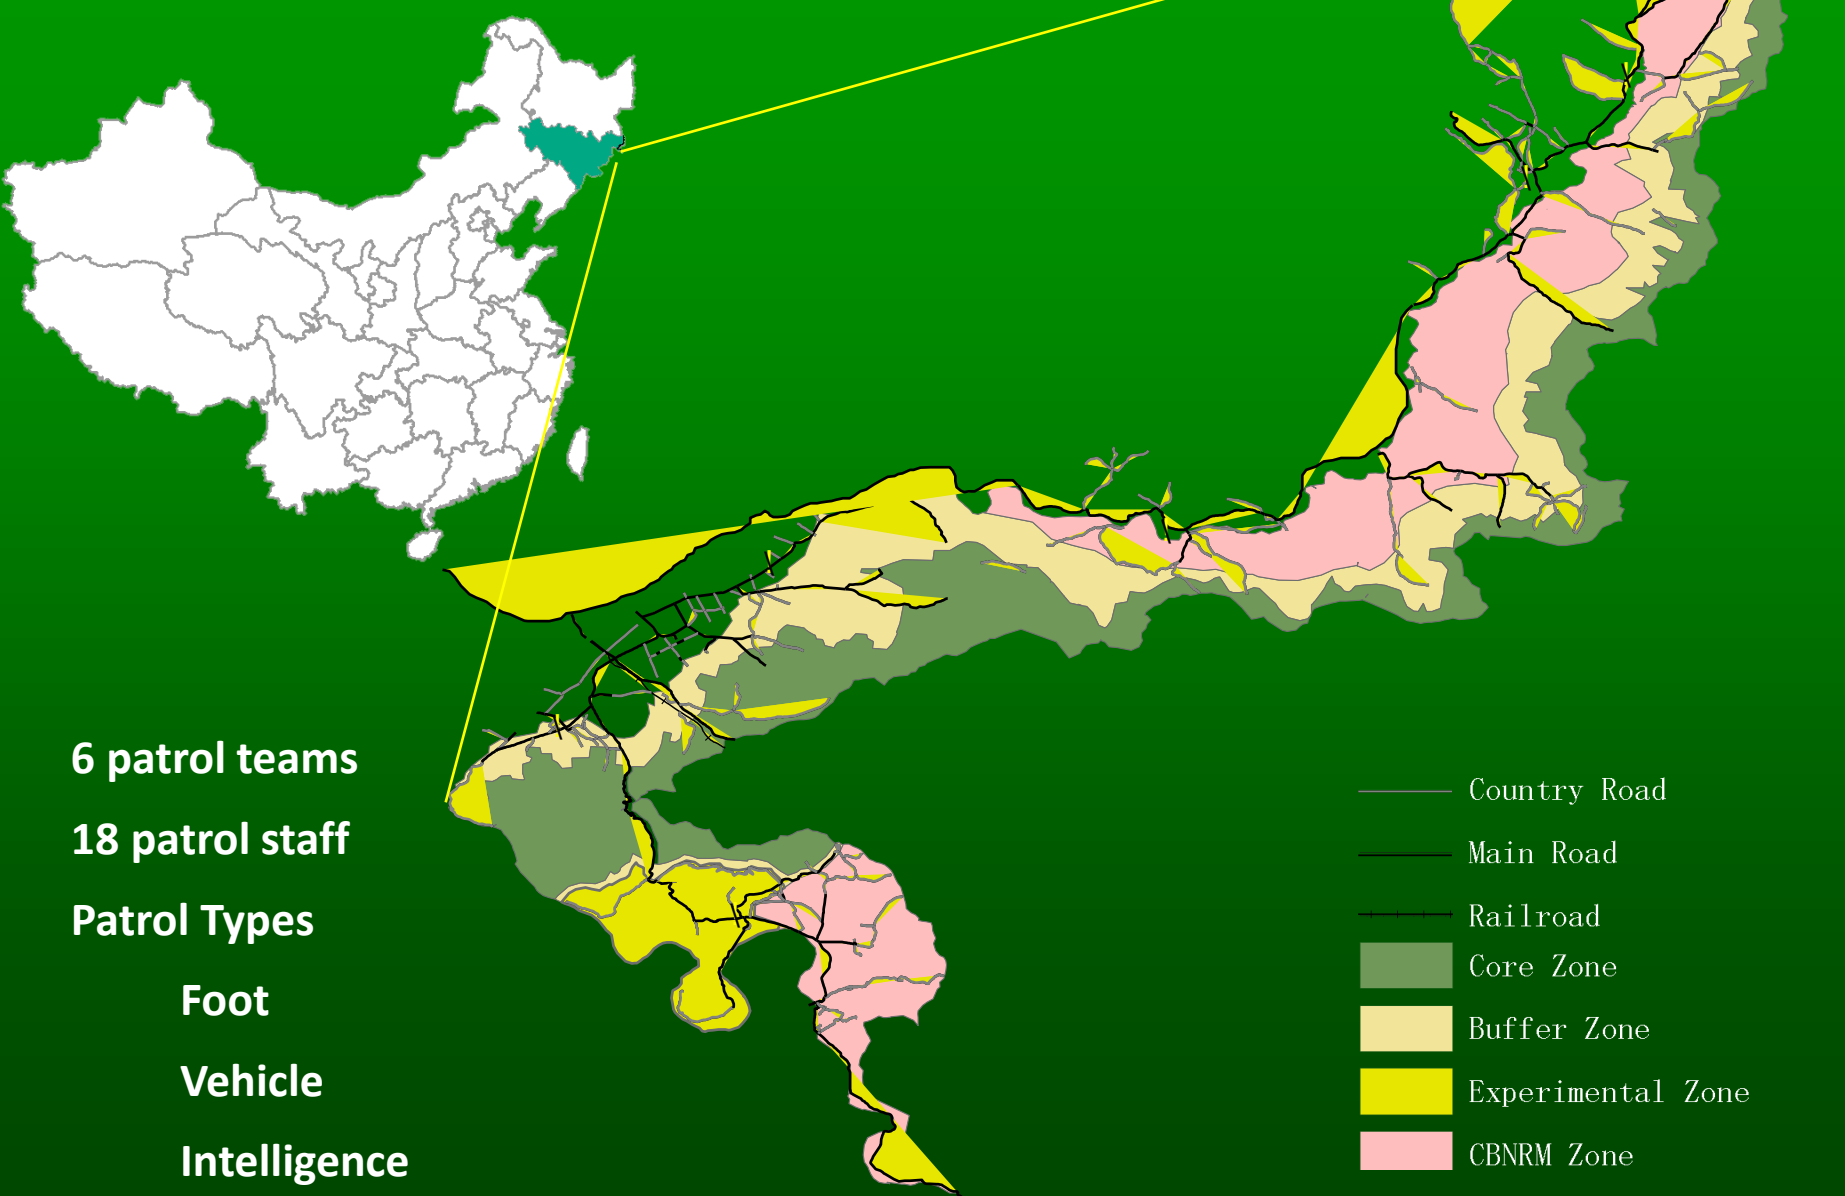 6 patrol teams
18 patrol staff
Patrol Types
Foot
Vehicle
Intelligence
Country Road
Main Road
Railroad
Core Zone
Buffer Zone
Experimental Zone
CBNRM Zone